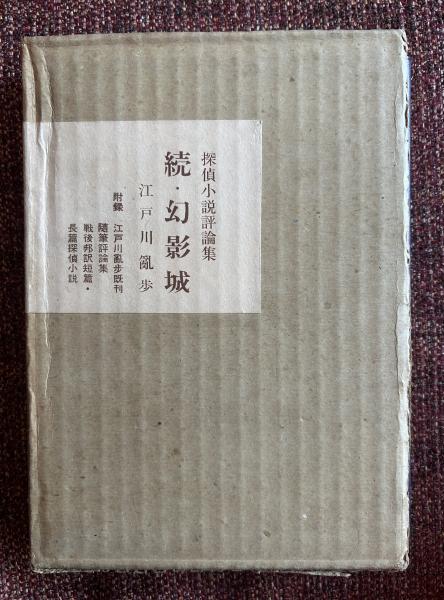 探偵小説評論集
続・幻影城
江戸川亂歩
附録 江戸川亂歩既刊
隨筆評論集
戦後邦訳短篇・
長篇探偵小説